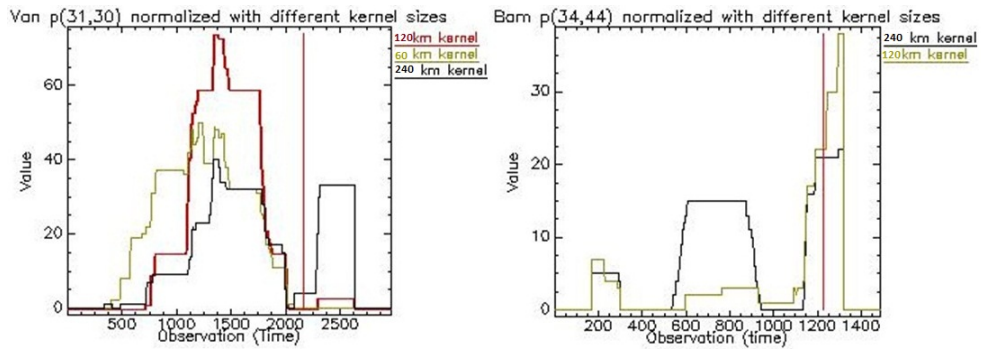 Van p(31,30) normalized with different kernel sizes
120km kernel
60 km kernel
240 km kernel
Value
60
40
20
0
500 1000 1500 2000 2500
Observation (Time)
Bam p(34,44) normalized with different kernel sizes
240 km kernel
120km kernel
Value
30
20
10
0
200 400 600 800 1000 1200 1400
Observation (time)